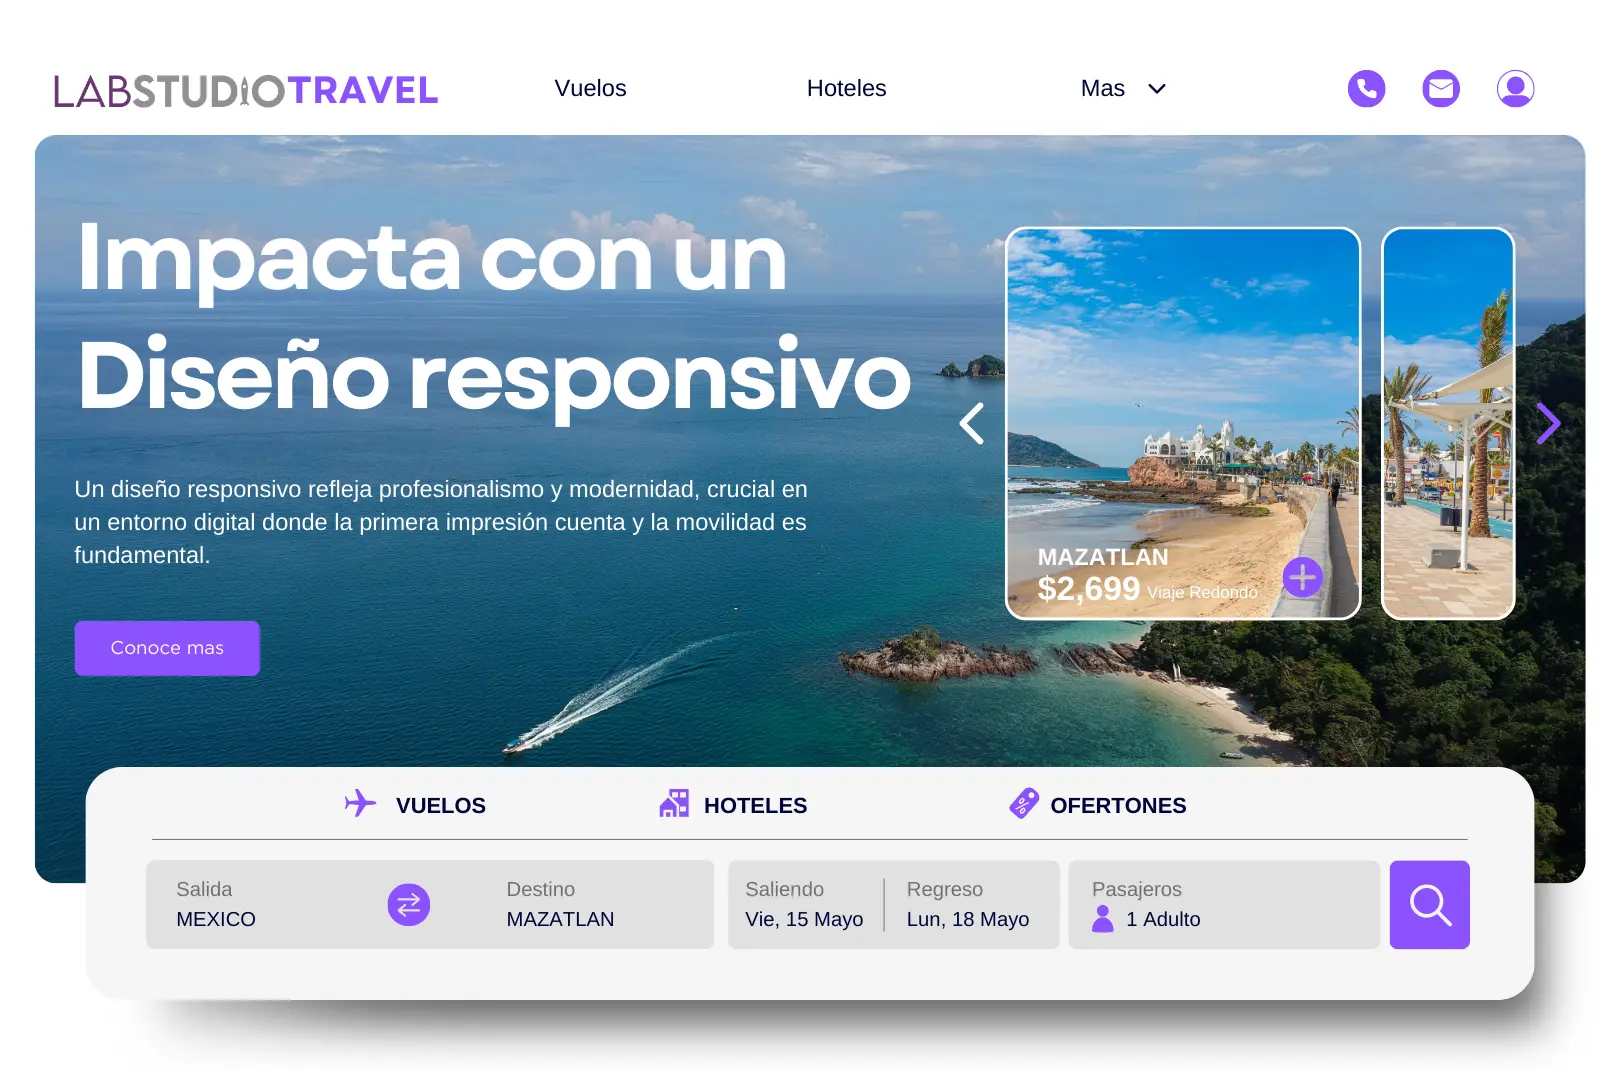 LABSTUDIOTRAVEL
Vuelos
Hoteles
Mas
Impacta con un
Diseño responsivo
Un diseño responsivo refleja profesionalismo y modernidad, crucial en
un entorno digital donde la primera impresión cuenta y la movilidad es
fundamental.
Conoce mas
MAZATLAN
$2,699 Viaje Redondo
VUELOS
HOTELES
OFERTONES
Salida
MEXICO
Destino
MAZATLAN
Saliendo
Vie, 15 Mayo
Regreso
Lun, 18 Mayo
Pasajeros
1 Adulto